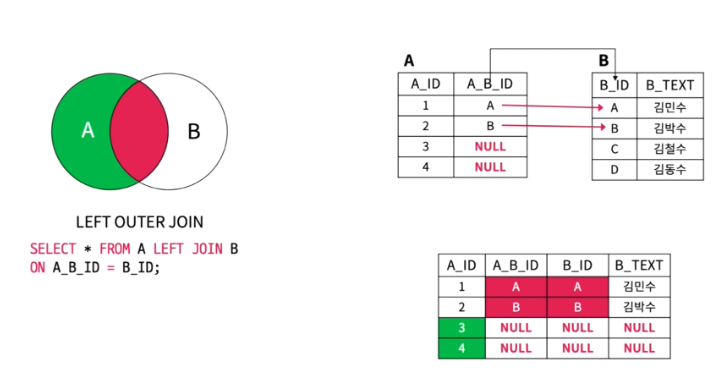 A B
LEFT OUTER JOIN
SELECT * FROM A LEFT JOIN B
ON A_B_ID = B_ID;
A
A_ID A_B_ID
1 A
2 B
3 NULL
4 NULL
B
B_ID B_TEXT
A 김민수
B 김박수
C 김철수
D 김동수
A_ID A_B_ID B_ID B_TEXT
1 A A 김민수
2 B B 김박수
3 NULL NULL NULL
4 NULL NULL NULL